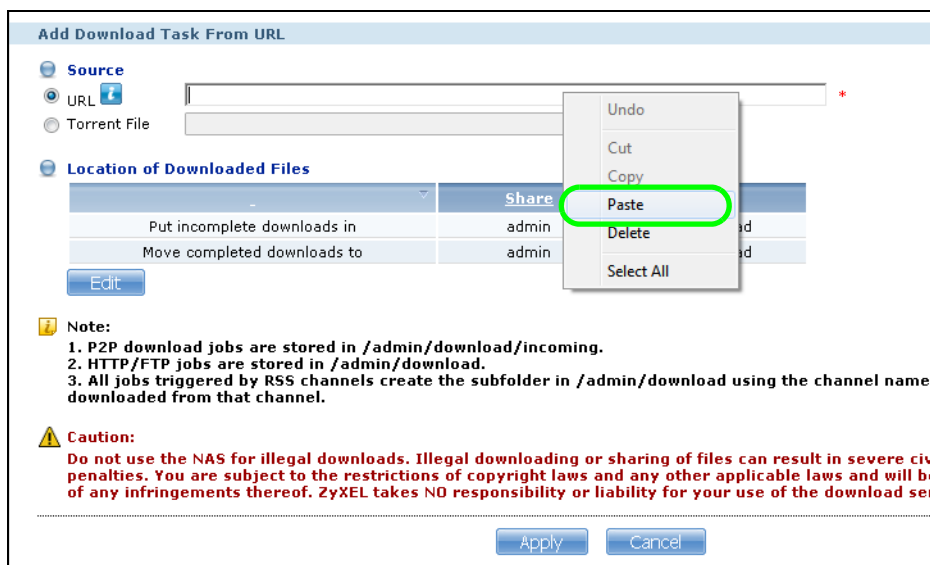 Add Download Task From URL
Source
URL *
Torrent File
Undo
Cut
Copy
Paste
Delete
Select All
Location of Downloaded Files
Share
Put incomplete downloads in admin
Move completed downloads to admin
Edit
Note:
1. P2P download jobs are stored in /admin/download/incoming.
2. HTTP/FTP jobs are stored in /admin/download.
3. All jobs triggered by RSS channels create the subfolder in /admin/download using the channel name
downloaded from that channel.
Caution:
Do not use the NAS for illegal downloads. Illegal downloading or sharing of files can result in severe
penalties. You are subject to the restrictions of copyright laws and any other applicable laws and will
of any infringements thereof. ZyXEL takes NO responsibility or liability for your use of the download
Apply Cancel